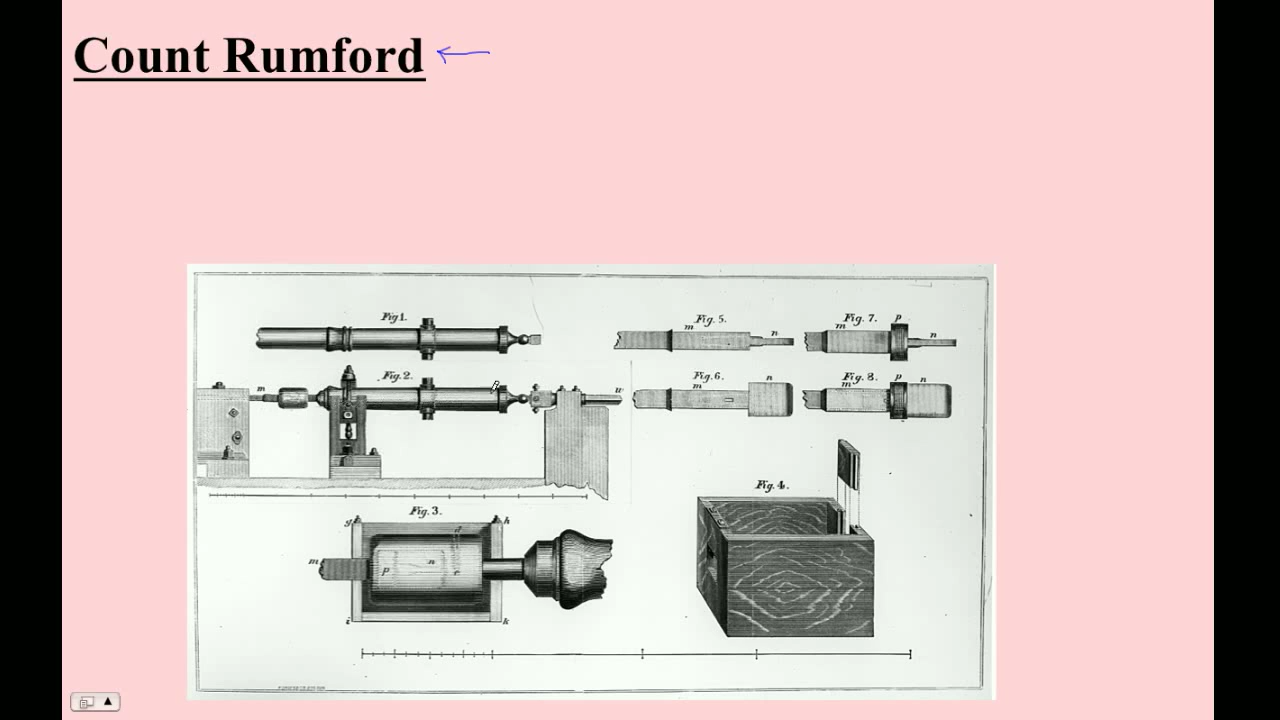 Count Rumford
Fig.1.
Fig. 5.
m
n
Fig. 7.
m
p
n
Fig.2.
m
w
Fig.6.
m
n
Fig. 8.
m
p
n
Fig. 4.
Fig. 3.
g
h
d
m
p
n
e
i
k